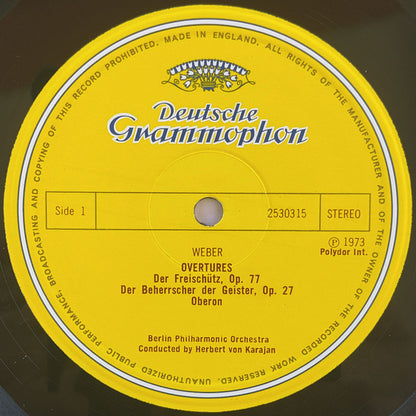 MADE IN ENGLAND. ALL RIGHTS OF THE MANUFACTURER AND OF THE OWNER OF THE RECORDED WORK RESERVED. UNAUTHORIZED PUBLIC PERFORMANCE, BROADCASTING AND COPYING OF THIS RECORD PROHIBITED.
Deutsche
Grammophon
Side 1
2530315
STEREO
WEBER
OVERTURES
Der Freischütz, Op. 77
Der Beherrscher der Geister, Op. 27
Oberon
℗ 1973
Polydor Int.
Berlin Philharmonic Orchestra
Conducted by Herbert von Karajan